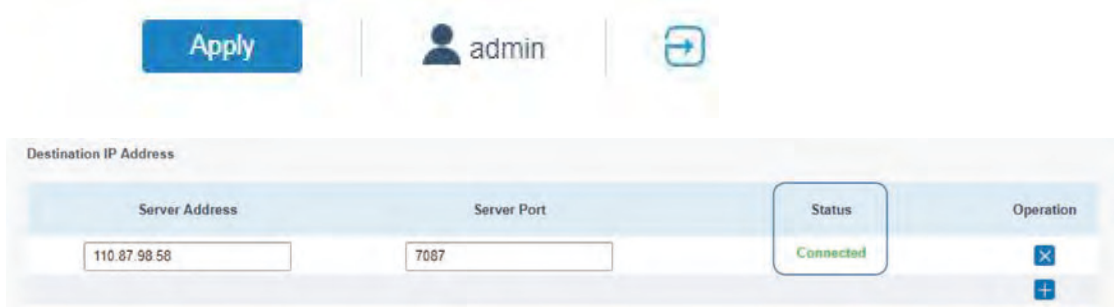 Apply
admin
Destination IP Address
Server Address Server Port Status Operation
110.87.98.58 7087 Connected